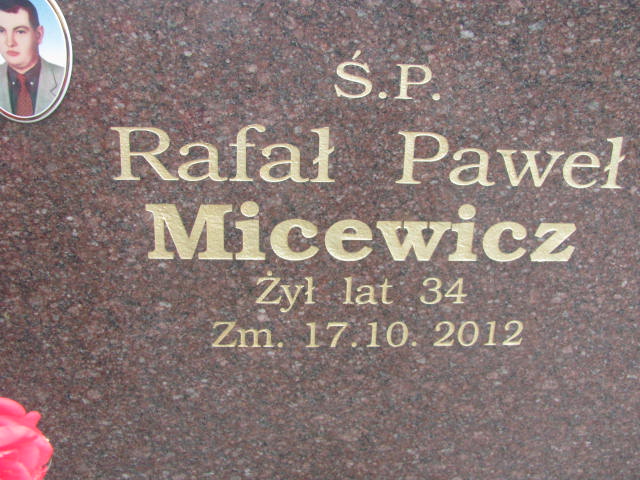 Ś.P.
Rafał Paweł
Micewicz
Żył lat 34
Zm. 17.10. 2012